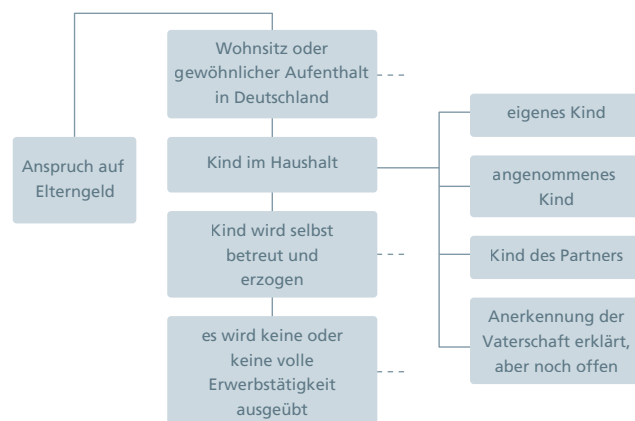 Anspruch auf
Elterngeld
Wohnsitz oder
gewöhnlicher Aufenthalt
in Deutschland
Kind im Haushalt
Kind wird selbst
betreut und
erzogen
es wird keine oder
keine volle
Erwerbstätigkeit
ausgeübt
eigenes Kind
angenommenes
Kind
Kind des Partners
Anerkennung der
Vaterschaft erklärt,
aber noch offen